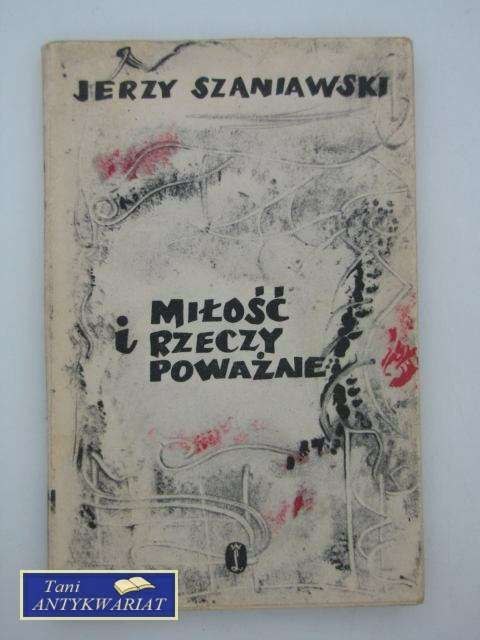 JERZY SZANIAWSKI
MIŁOŚĆ
i RZECZY
POWAŻNE
Tani
ANTYKWARIAT